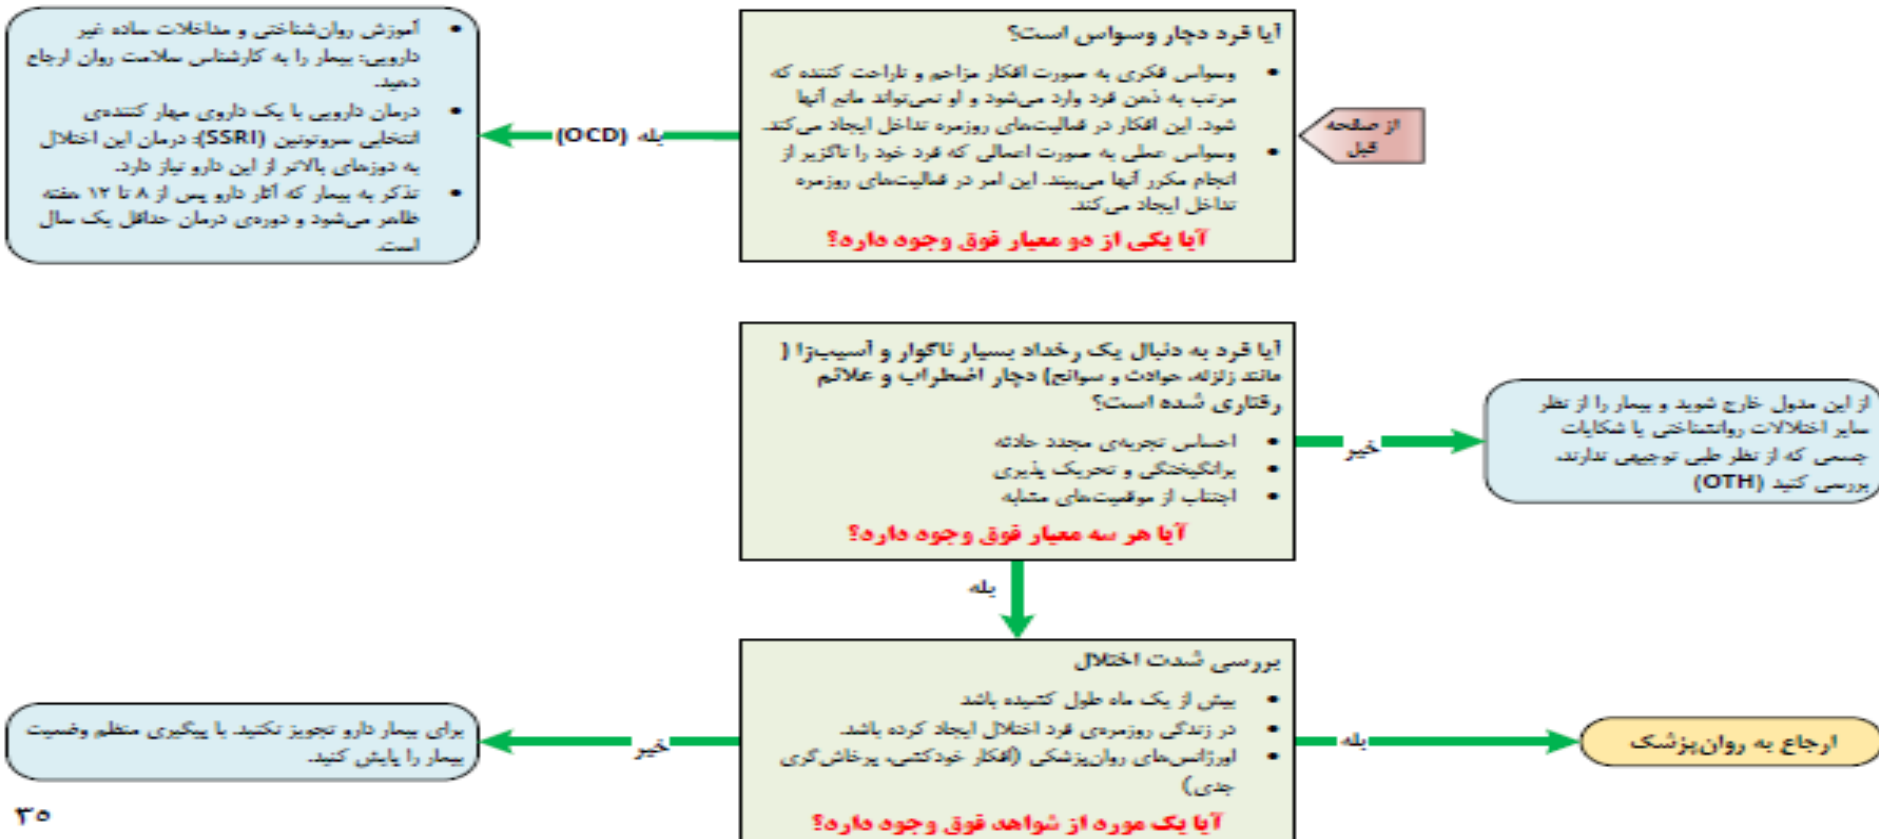 از صفحه
قبل
آیا فرد دچار وسواس است؟
• وسواس فکری به صورت افکار مزاحم و ناراحت کننده که
مرتب به ذهن فرد وارد می‌شود و او نمی‌تواند مانع آنها
شود. این افکار در فعالیت‌های روزمره تداخل ایجاد می‌کند.
• وسواس عملی به صورت اعمالی که فرد خود را ناگزیر از
انجام مکرر آنها می‌بیند. این امر در فعالیت‌های روزمره
تداخل ایجاد می‌کند.
آیا یکی از دو معیار فوق وجود دارد؟
بله (OCD)
• آموزش روان‌شناختی و مداخلات ساده غیر
دارویی: بیمار را به کارشناس سلامت روان ارجاع
دهید.
• درمان دارویی با یک داروی مهار کننده‌ی
انتخابی سروتونین (SSRI): درمان این اختلال
به دوزهای بالاتر از این دارو نیاز دارد.
• تذکر به بیمار که آثار دارو پس از ۸ تا ۱۲ هفته
ظاهر می‌شود و دوره‌ی درمان حداقل یک سال
است.
آیا فرد به دنبال یک رخداد بسیار ناگوار و آسیب‌زا (
مانند زلزله، حوادث و سوانح) دچار اضطراب و علائم
رفتاری شده است؟
• احساس تجربه‌ی مجدد حادثه
• برانگیختگی و تحریک پذیری
• اجتناب از موقعیت‌های مشابه
آیا هر سه معیار فوق وجود دارد؟
خیر
از این مدول خارج شوید و بیمار را از نظر
سایر اختلالات روانشناختی یا شکایات
جسمی که از نظر طبی توجیهی ندارند،
بررسی کنید (OTH)
بله
بررسی شدت اختلال
• بیش از یک ماه طول کشیده باشد
• در زندگی روزمره‌ی فرد اختلال ایجاد کرده باشد.
• اورژانس‌های روان‌پزشکی (افکار خودکشی، پرخاش‌گری
جدی)
آیا یک مورد از شواهد فوق وجود دارد؟
بله
ارجاع به روان‌پزشک
خیر
برای بیمار دارو تجویز نکنید. با پیگیری منظم وضعیت
بیمار را پایش کنید.
۳۵